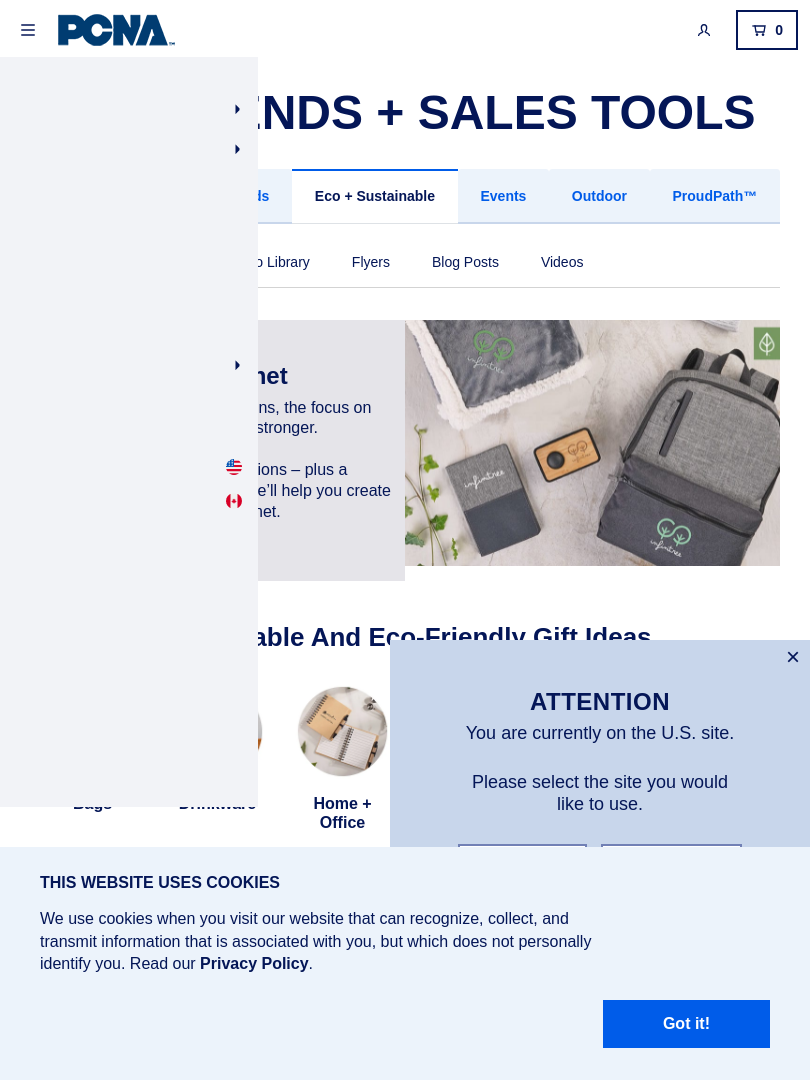 PCNA
0
ENDS + SALES TOOLS
ds
Eco + Sustainable
Events
Outdoor
ProudPath™
o Library
Flyers
Blog Posts
Videos
net
ns, the focus on
stronger.
ions – plus a
e'll help you create
net.
infinitree
infinitree
infinitree
able And Eco-Friendly Gift Ideas
Bags
Drinkware
Home +
Office
ATTENTION
You are currently on the U.S. site.
Please select the site you would
like to use.
THIS WEBSITE USES COOKIES
We use cookies when you visit our website that can recognize, collect, and
transmit information that is associated with you, but which does not personally
identify you. Read our Privacy Policy.
Got it!